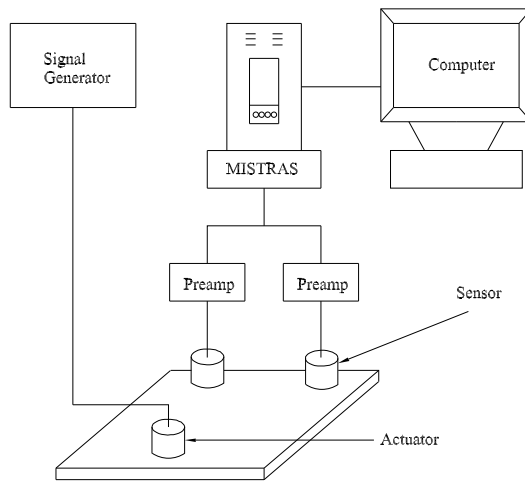 Signal
Generator
Computer
MISTRAS
Preamp
Preamp
Sensor
Actuator